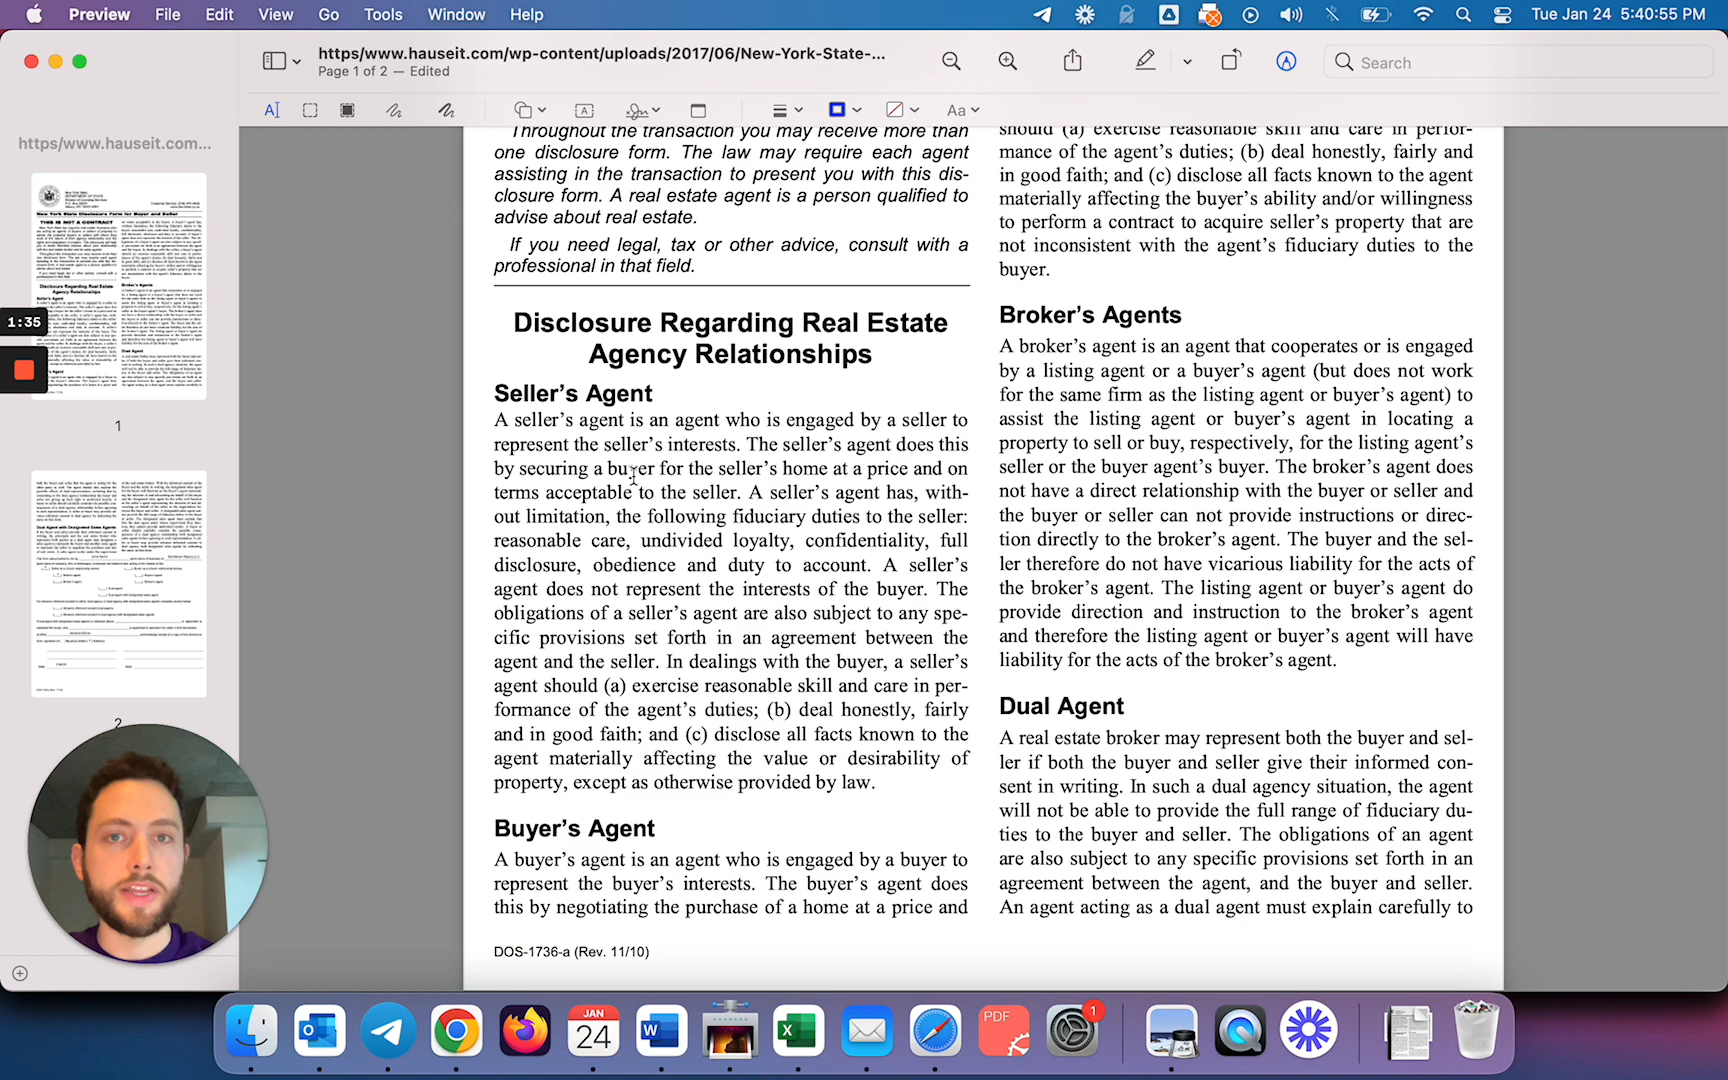 Preview File Edit View Go Tools Window Help
Tue Jan 24 5:40:55 PM
https/www.hauseit.com/wp-content/uploads/2017/06/New-York-State-...
Page 1 of 2 — Edited
Search
Aa
https/www.hauseit.com...
New York State Disclosure Form for Buyer and Seller
THIS IS NOT A CONTRACT
Disclosure Regarding Real Estate
Agency Relationships
1:35
1
2
Throughout the transaction you may receive more than
one disclosure form. The law may require each agent
assisting in the transaction to present you with this dis-
closure form. A real estate agent is a person qualified to
advise about real estate.
If you need legal, tax or other advice, consult with a
professional in that field.
Disclosure Regarding Real Estate
Agency Relationships
Seller's Agent
A seller's agent is an agent who is engaged by a seller to
represent the seller's interests. The seller's agent does this
by securing a buyer for the seller's home at a price and on
terms acceptable to the seller. A seller's agent has, with-
out limitation, the following fiduciary duties to the seller:
reasonable care, undivided loyalty, confidentiality, full
disclosure, obedience and duty to account. A seller's
agent does not represent the interests of the buyer. The
obligations of a seller's agent are also subject to any spe-
cific provisions set forth in an agreement between the
agent and the seller. In dealings with the buyer, a seller's
agent should (a) exercise reasonable skill and care in per-
formance of the agent's duties; (b) deal honestly, fairly
and in good faith; and (c) disclose all facts known to the
agent materially affecting the value or desirability of
property, except as otherwise provided by law.
Buyer's Agent
A buyer's agent is an agent who is engaged by a buyer to
represent the buyer's interests. The buyer's agent does
this by negotiating the purchase of a home at a price and
DOS-1736-a (Rev. 11/10)
should (a) exercise reasonable skill and care in perfor-
mance of the agent's duties; (b) deal honestly, fairly and
in good faith; and (c) disclose all facts known to the agent
materially affecting the buyer's ability and/or willingness
to perform a contract to acquire seller's property that are
not inconsistent with the agent's fiduciary duties to the
buyer.
Broker's Agents
A broker's agent is an agent that cooperates or is engaged
by a listing agent or a buyer's agent (but does not work
for the same firm as the listing agent or buyer's agent) to
assist the listing agent or buyer's agent in locating a
property to sell or buy, respectively, for the listing agent's
seller or the buyer agent's buyer. The broker's agent does
not have a direct relationship with the buyer or seller and
the buyer or seller can not provide instructions or direc-
tion directly to the broker's agent. The buyer and the sel-
ler therefore do not have vicarious liability for the acts of
the broker's agent. The listing agent or buyer's agent do
provide direction and instruction to the broker's agent
and therefore the listing agent or buyer's agent will have
liability for the acts of the broker's agent.
Dual Agent
A real estate broker may represent both the buyer and sel-
ler if both the buyer and seller give their informed con-
sent in writing. In such a dual agency situation, the agent
will not be able to provide the full range of fiduciary du-
ties to the buyer and seller. The obligations of an agent
are also subject to any specific provisions set forth in an
agreement between the agent, and the buyer and seller.
An agent acting as a dual agent must explain carefully to
JAN
24
PDF
1